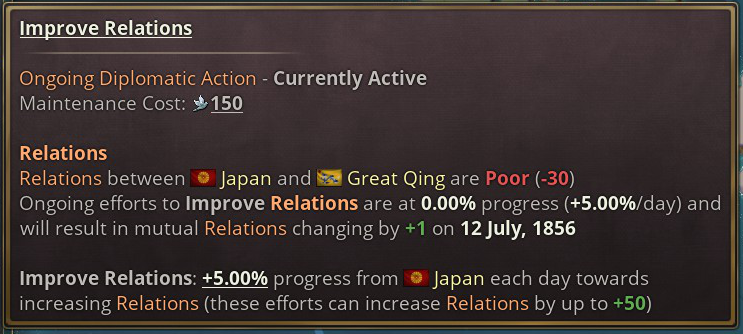 Improve Relations
Ongoing Diplomatic Action - Currently Active
Maintenance Cost: 150
Relations
Relations between Japan and Great Qing are Poor (-30)
Ongoing efforts to Improve Relations are at 0.00% progress (+5.00%/day) and
will result in mutual Relations changing by +1 on 12 July, 1856
Improve Relations: +5.00% progress from Japan each day towards
increasing Relations (these efforts can increase Relations by up to +50)